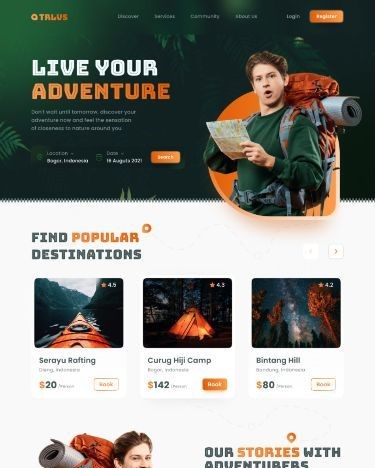 TRLVS
Discover Services Community About us Login Register
LIVE YOUR
ADVENTURE
Don't wait until tomorrow, discover your
adventure now and feel the sensation
of closeness to nature around you.
Location
Bogor, Indonesia
Date
16 Augusts 2021
Search
FIND POPULAR
DESTINATIONS
4.5
Serayu Rafting
Dieng, Indonesia
$20 /Person
Book
4.3
Curug Hiji Camp
Bogor, Indonesia
$142 /Person
Book
4.2
Bintang Hill
Bandung, Indonesia
$80 /Person
Book
OUR STORIES WITH
ADVENTURERS